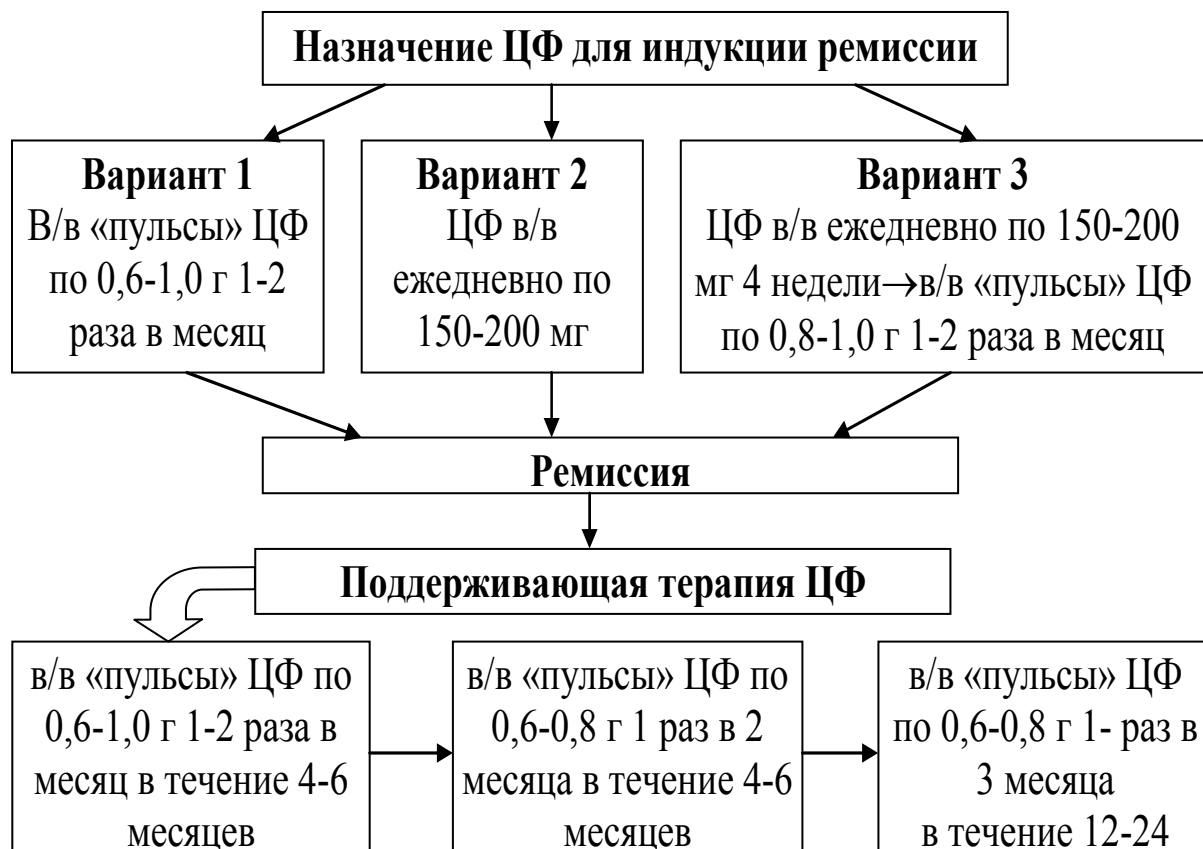 Назначение ЦФ для индукции ремиссии
Вариант 1
В/в «пульсы» ЦФ
по 0,6-1,0 г 1-2
раза в месяц
Вариант 2
ЦФ в/в
ежедневно по
150-200 мг
Вариант 3
ЦФ в/в ежедневно по 150-200
мг 4 недели→в/в «пульсы» ЦФ
по 0,8-1,0 г 1-2 раза в месяц
Ремиссия
Поддерживающая терапия ЦФ
в/в «пульсы» ЦФ по
0,6-1,0 г 1-2 раза в
месяц в течение 4-6
месяцев
в/в «пульсы» ЦФ по
0,6-0,8 г 1 раз в 2
месяца в течение 4-6
месяцев
в/в «пульсы» ЦФ
по 0,6-0,8 г 1- раз в
3 месяца
в течение 12-24